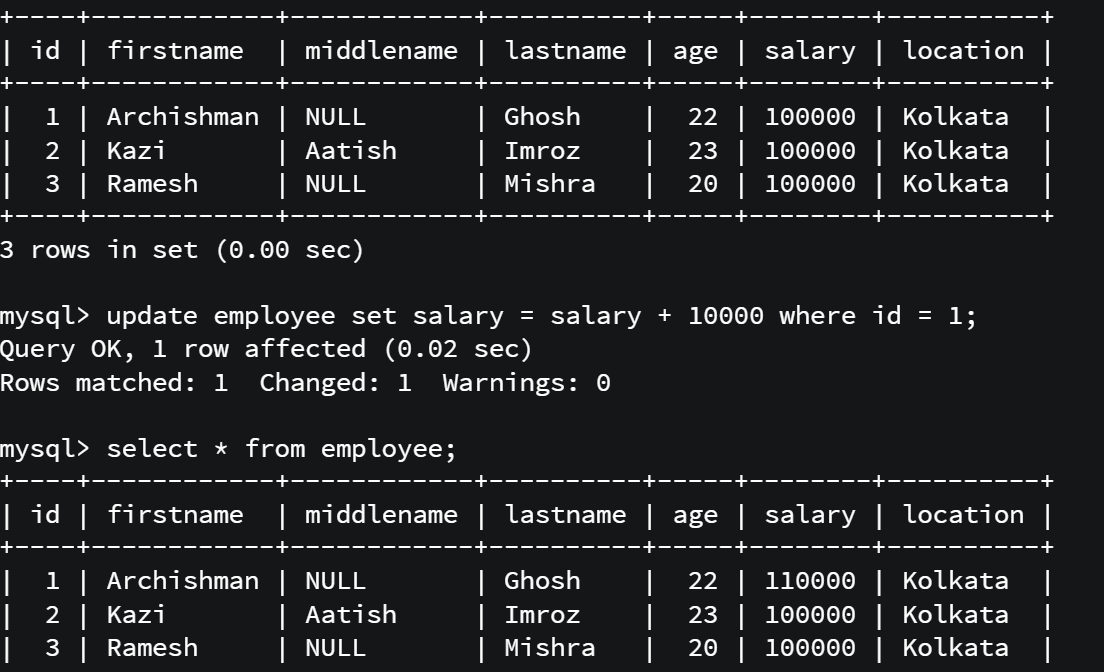 +----+------------+------------+----------+-----+--------+----------+
| id | firstname  | middlename | lastname | age | salary | location |
+----+------------+------------+----------+-----+--------+----------+
|  1 | Archishman | NULL       | Ghosh    |  22 | 100000 | Kolkata  |
|  2 | Kazi       | Aatish     | Imroz    |  23 | 100000 | Kolkata  |
|  3 | Ramesh     | NULL       | Mishra   |  20 | 100000 | Kolkata  |
+----+------------+------------+----------+-----+--------+----------+
3 rows in set (0.00 sec)
mysql> update employee set salary = salary + 10000 where id = 1;
Query OK, 1 row affected (0.02 sec)
Rows matched: 1  Changed: 1  Warnings: 0
mysql> select * from employee;
+----+------------+------------+----------+-----+--------+----------+
| id | firstname  | middlename | lastname | age | salary | location |
+----+------------+------------+----------+-----+--------+----------+
|  1 | Archishman | NULL       | Ghosh    |  22 | 110000 | Kolkata  |
|  2 | Kazi       | Aatish     | Imroz    |  23 | 100000 | Kolkata  |
|  3 | Ramesh     | NULL       | Mishra   |  20 | 100000 | Kolkata  |